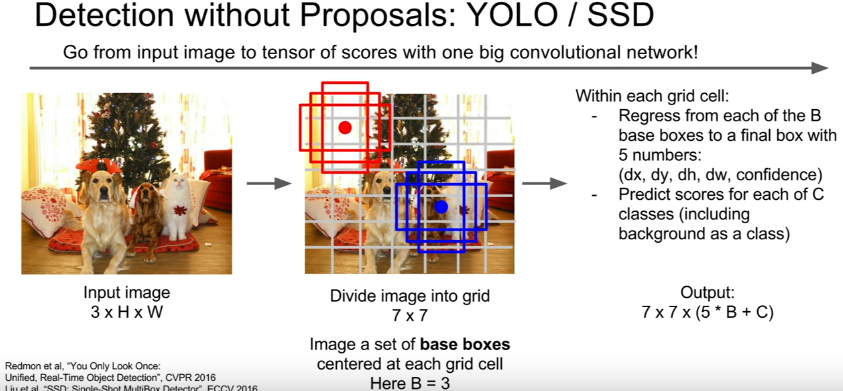 Detection without Proposals: YOLO / SSD
Go from input image to tensor of scores with one big convolutional network!
Input image
3 x H x W
Divide image into grid
7 x 7
Image a set of base boxes
centered at each grid cell
Here B = 3
Within each grid cell:
- Regress from each of the B
base boxes to a final box with
5 numbers:
(dx, dy, dh, dw, confidence)
- Predict scores for each of C
classes (including
background as a class)
Output:
7 x 7 x (5 * B + C)
Redmon et al, "You Only Look Once:
Unified, Real-Time Object Detection", CVPR 2016
Liu et al, "SSD: Single-Shot MultiBox Detector", ECCV 2016